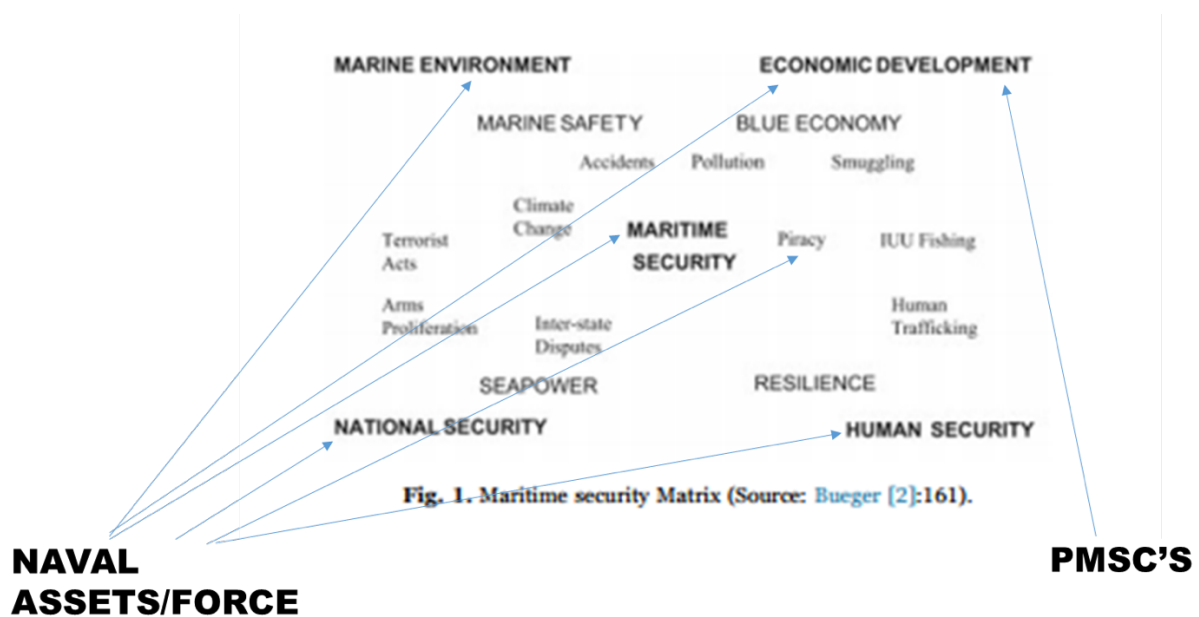 MARINE ENVIRONMENT
ECONOMIC DEVELOPMENT
MARINE SAFETY
BLUE ECONOMY
Accidents
Pollution
Smuggling
Climate
Change
MARITIME
SECURITY
Terrorist
Acts
Piracy
IUU Fishing
Arms
Proliferation
Inter-state
Disputes
Human
Trafficking
SEAPOWER
RESILIENCE
NATIONAL SECURITY
HUMAN SECURITY
Fig. 1. Maritime security Matrix (Source: Bueger [2]:161).
NAVAL
ASSETS/FORCE
PMSC'S